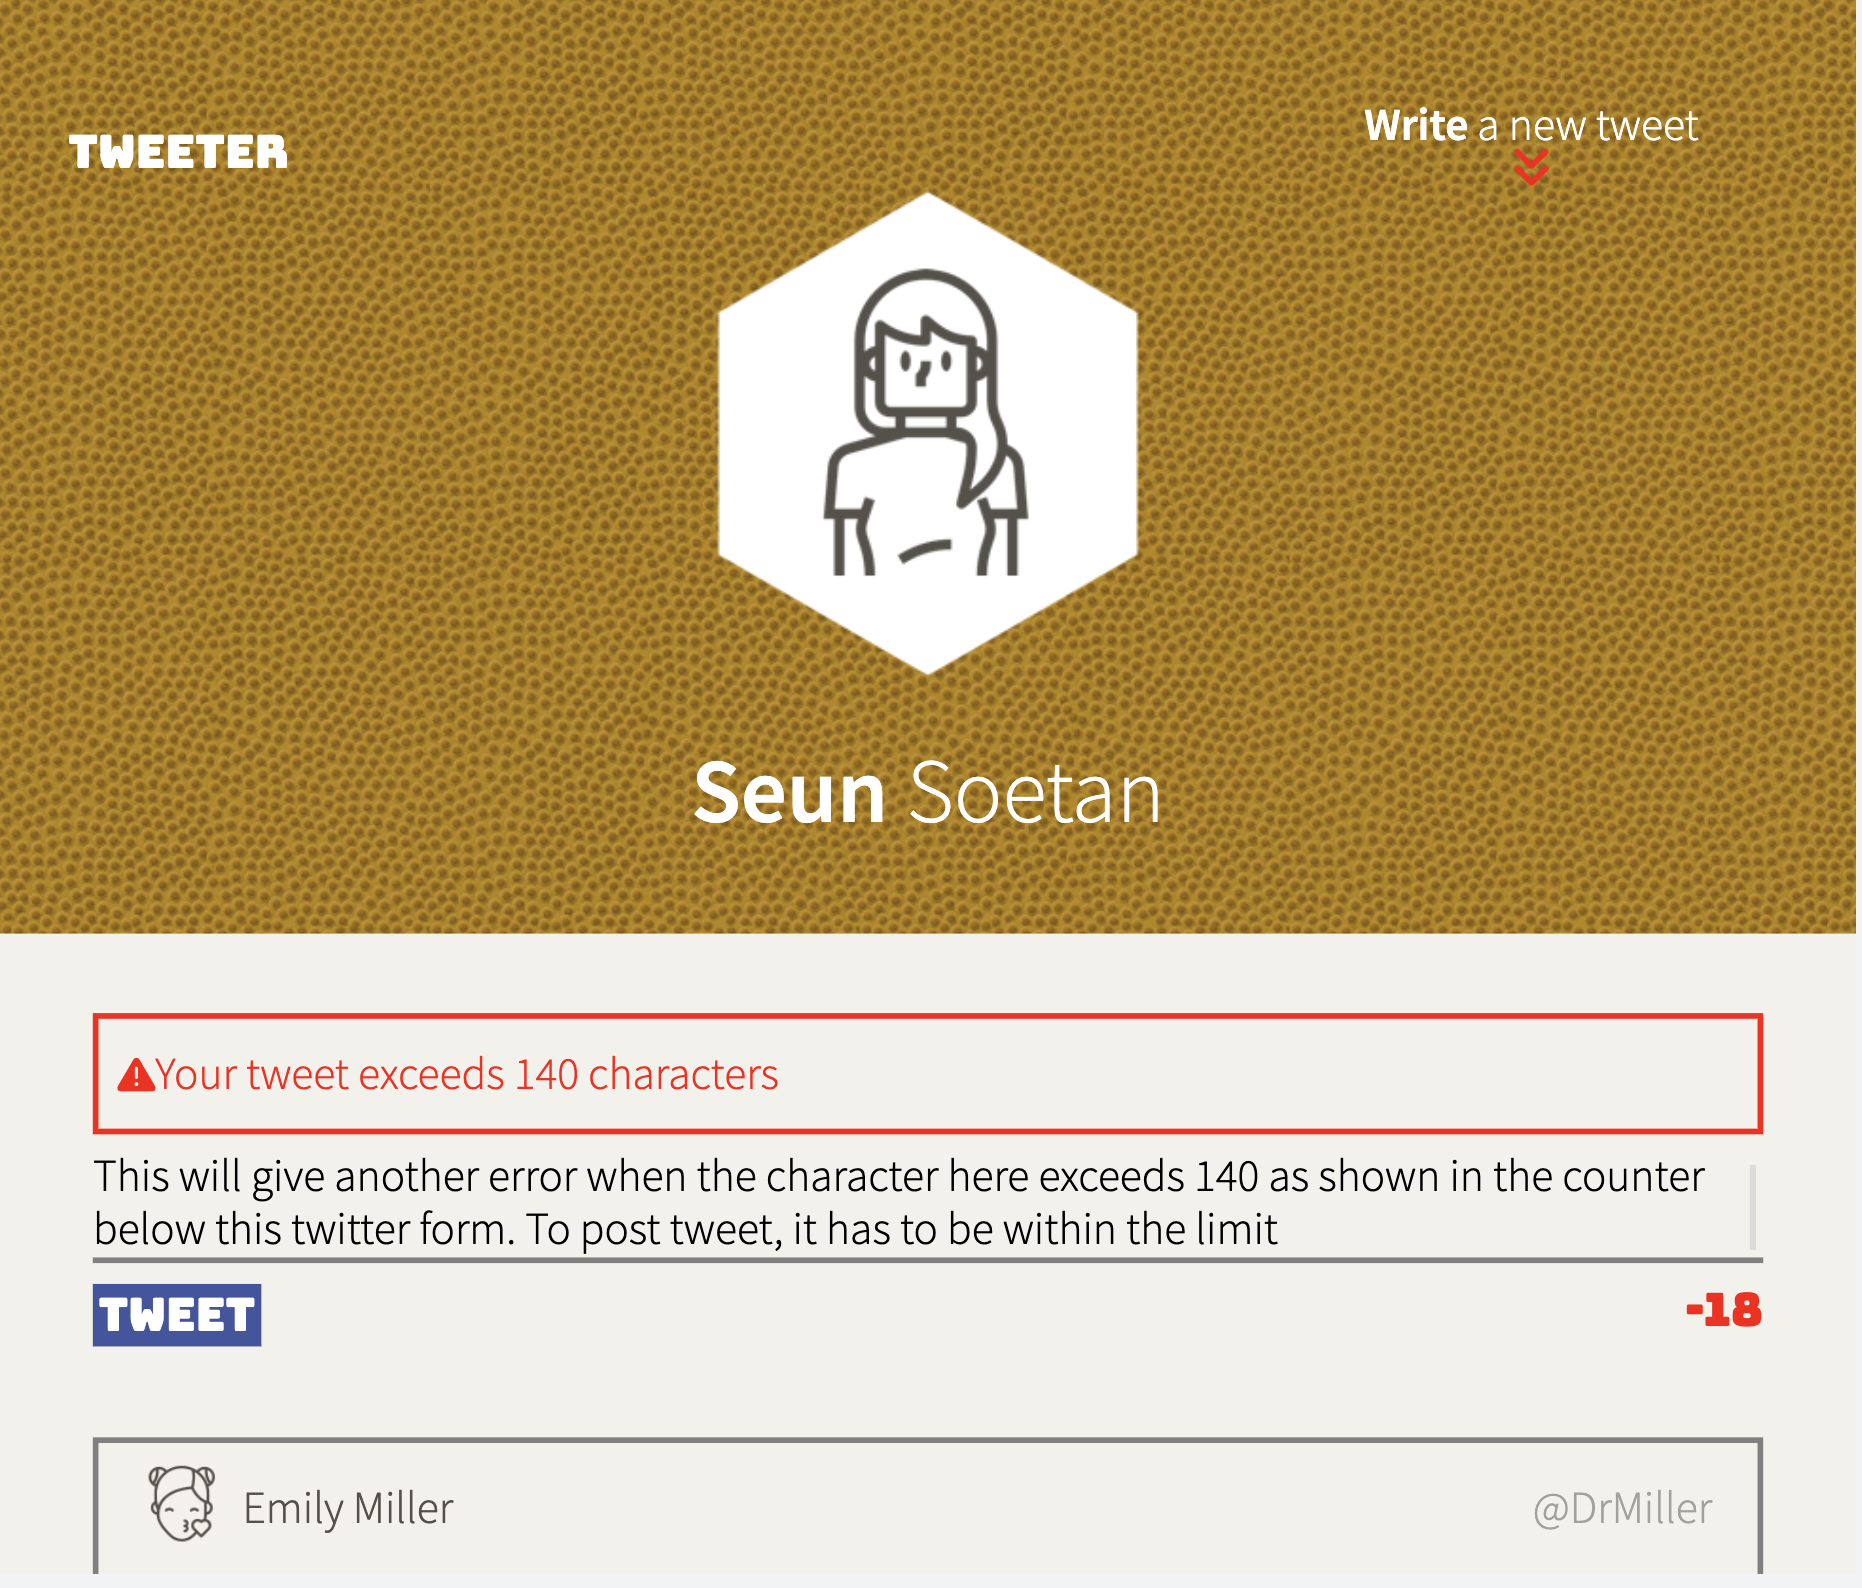 TWEETER
Write a new tweet
Seun Soetan
Your tweet exceeds 140 characters
This will give another error when the character here exceeds 140 as shown in the counter
below this twitter form. To post tweet, it has to be within the limit
TWEET
-18
Emily Miller
@DrMiller